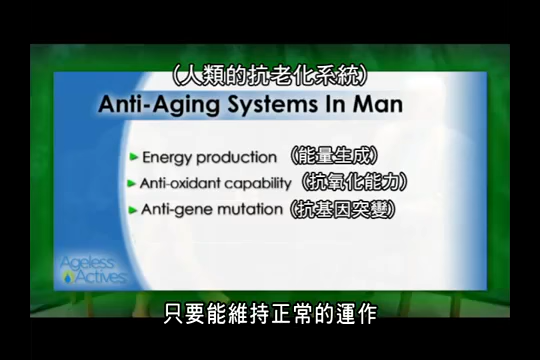 (人類的抗老化系統)
Anti-Aging Systems In Man
Energy production (能量生成)
Anti-oxidant capability (抗氧化能力)
Anti-gene mutation (抗基因突變)
Ageless
Actives
只要能維持正常的運作